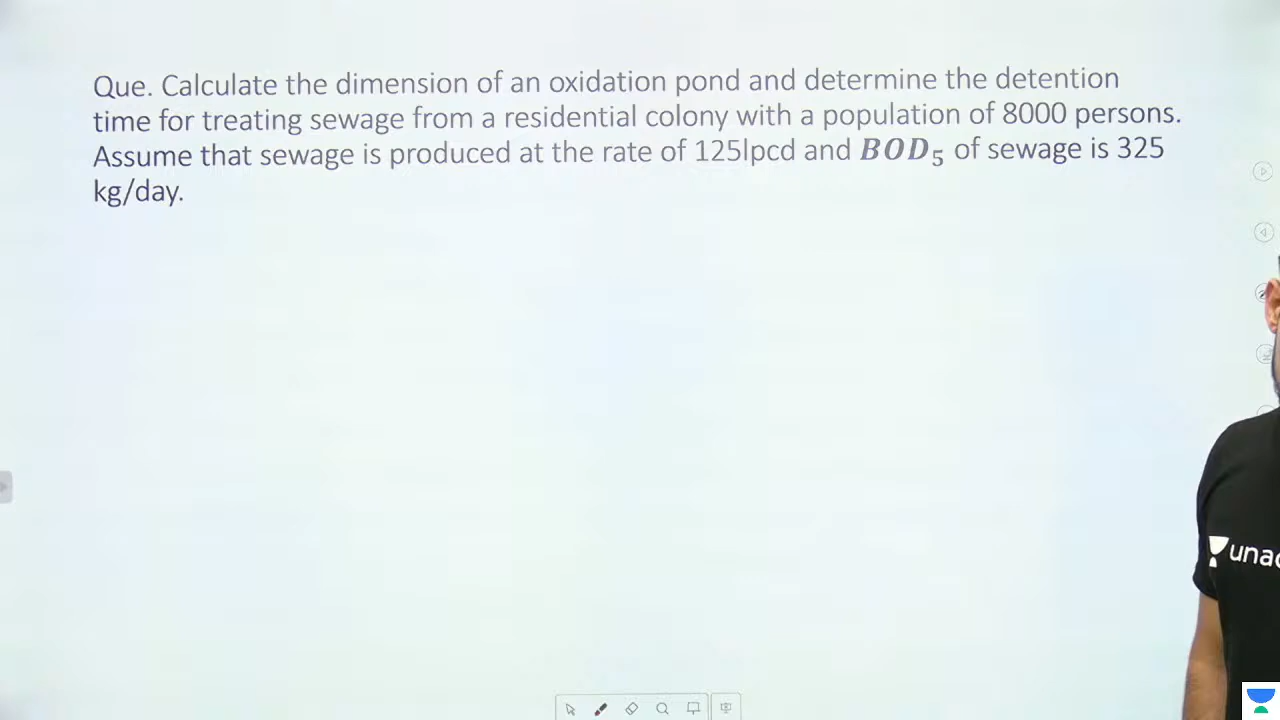 Que. Calculate the dimension of an oxidation pond and determine the detention
time for treating sewage from a residential colony with a population of 8000 persons.
Assume that sewage is produced at the rate of 125lpcd and BOD₅ of sewage is 325
kg/day.